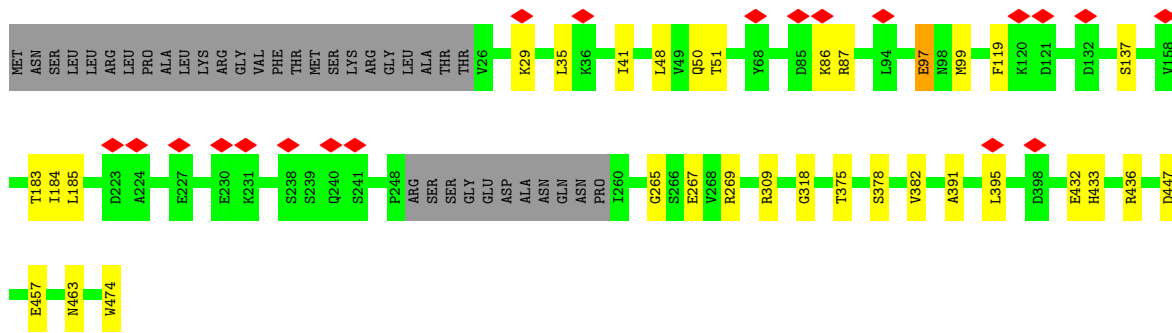 MET ASN SER LEU LEU ARG LEU PRO ALA LEU LYS ARG GLY VAL PHE THR MET SER LYS ARG GLY LEU ALA THR THR V26 K29 L35 K36 I41 L48 V49 Q50 T51 Y68 D85 K86 R87 L94 E97 N98 M99 F119 K120 D121 D132 S137 V158
T183 I184 L185 D223 A224 E227 E230 K231 S238 S239 Q240 S241 P248 ARG SER SER GLY GLU ASP ALA ASN GLN ASN PRO I260 G265 S266 E267 V268 R269 R309 G318 T375 S378 V382 A391 L395 D398 E432 H433 R436 D447
E457 N463 W474